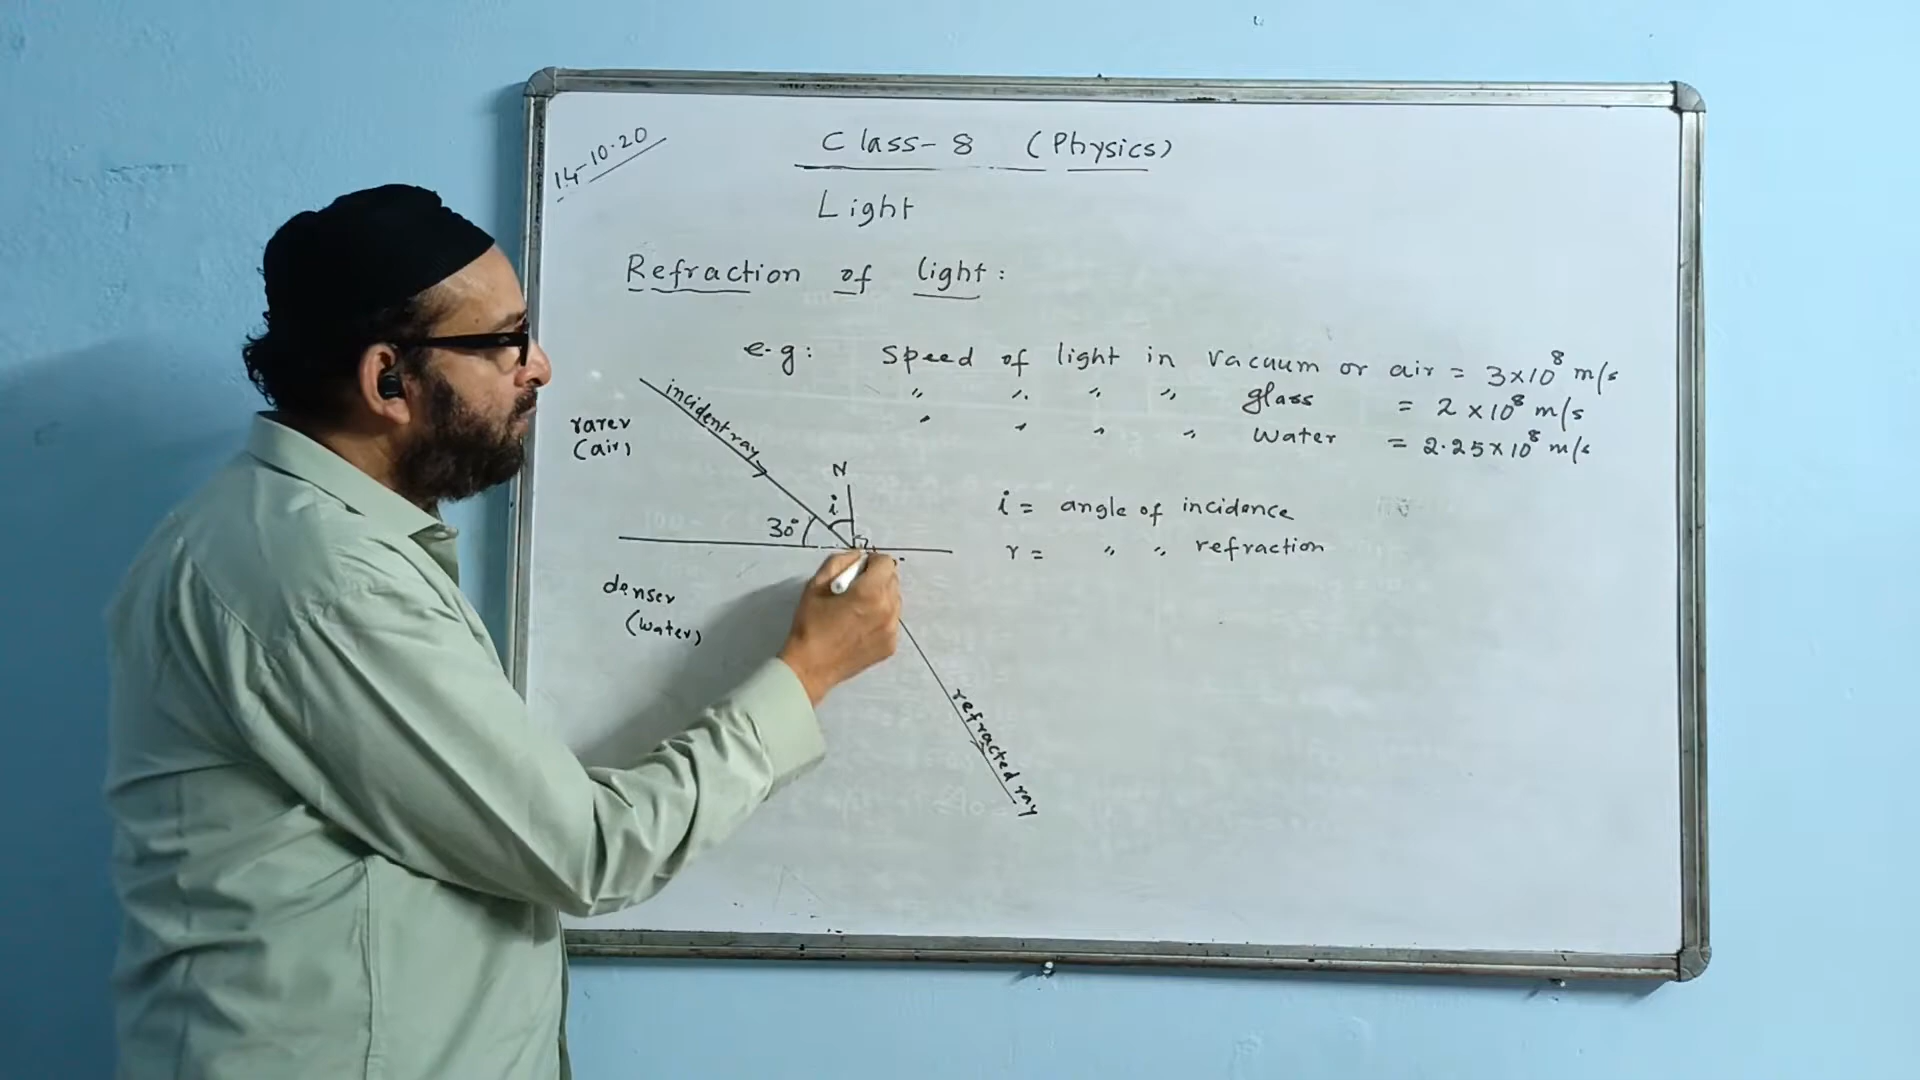 14-10-20
Class-8 (Physics)
Light
Refraction of light:
e.g: Speed of light in vacuum or air = 3×10⁸ m/s
" " " " glass = 2×10⁸ m/s
" " " " water = 2.25×10⁸ m/s
incident ray
rarer
(air)
N
i
30°
i = angle of incidence
r = " " refraction
denser
(water)
refracted ray